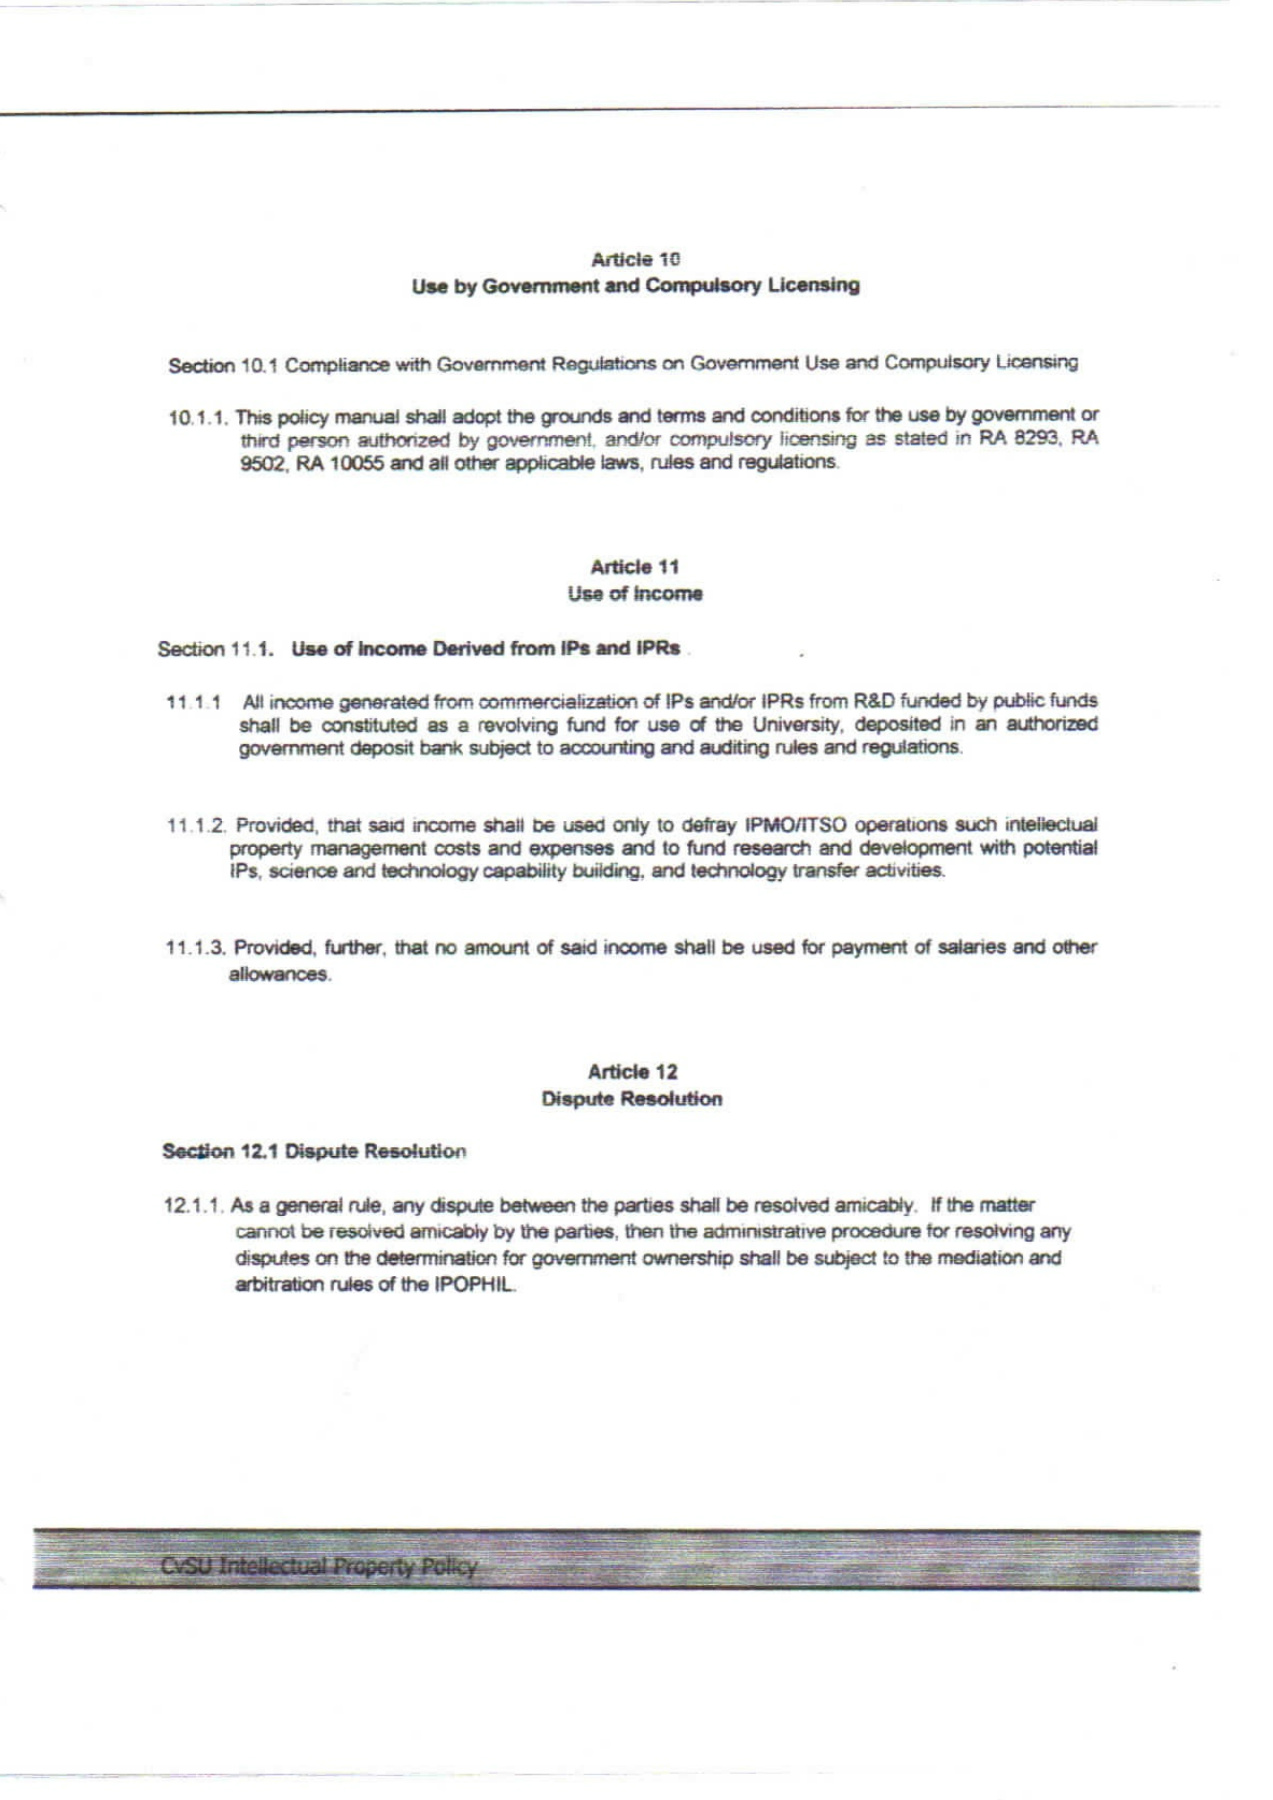 Article 10
Use by Government and Compulsory Licensing
Section 10.1 Compliance with Government Regulations on Government Use and Compulsory Licensing
10.1.1. This policy manual shall adopt the grounds and terms and conditions for the use by government or
third person authorized by government, and/or compulsory licensing as stated in RA 8293, RA
9502, RA 10055 and all other applicable laws, rules and regulations.
Article 11
Use of Income
Section 11.1. Use of Income Derived from IPs and IPRs
11.1.1 All income generated from commercialization of IPs and/or IPRs from R&D funded by public funds
shall be constituted as a revolving fund for use of the University, deposited in an authorized
government deposit bank subject to accounting and auditing rules and regulations.
11.1.2. Provided, that said income shall be used only to defray IPMO/ITSO operations such intellectual
property management costs and expenses and to fund research and development with potential
IPs, science and technology capability building, and technology transfer activities.
11.1.3. Provided, further, that no amount of said income shall be used for payment of salaries and other
allowances.
Article 12
Dispute Resolution
Section 12.1 Dispute Resolution
12.1.1. As a general rule, any dispute between the parties shall be resolved amicably. If the matter
cannot be resolved amicably by the parties, then the administrative procedure for resolving any
disputes on the determination for government ownership shall be subject to the mediation and
arbitration rules of the IPOPHIL.
CvSU Intellectual Property Policy